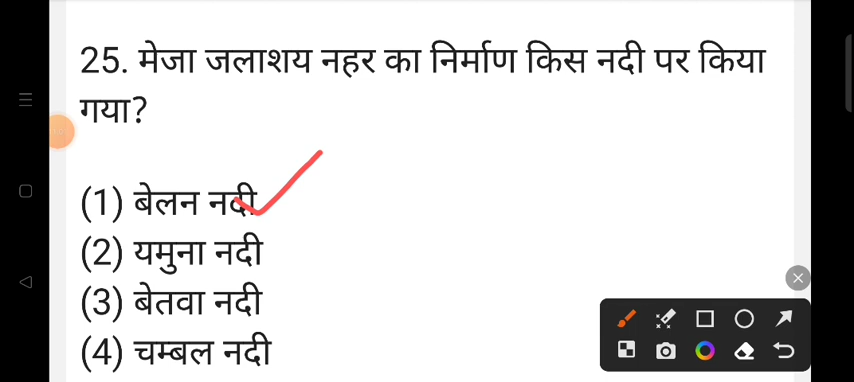 25. मेजा जलाशय नहर का निर्माण किस नदी पर किया
गया?
(1) बेलन नदी
(2) यमुना नदी
(3) बेतवा नदी
(4) चम्बल नदी